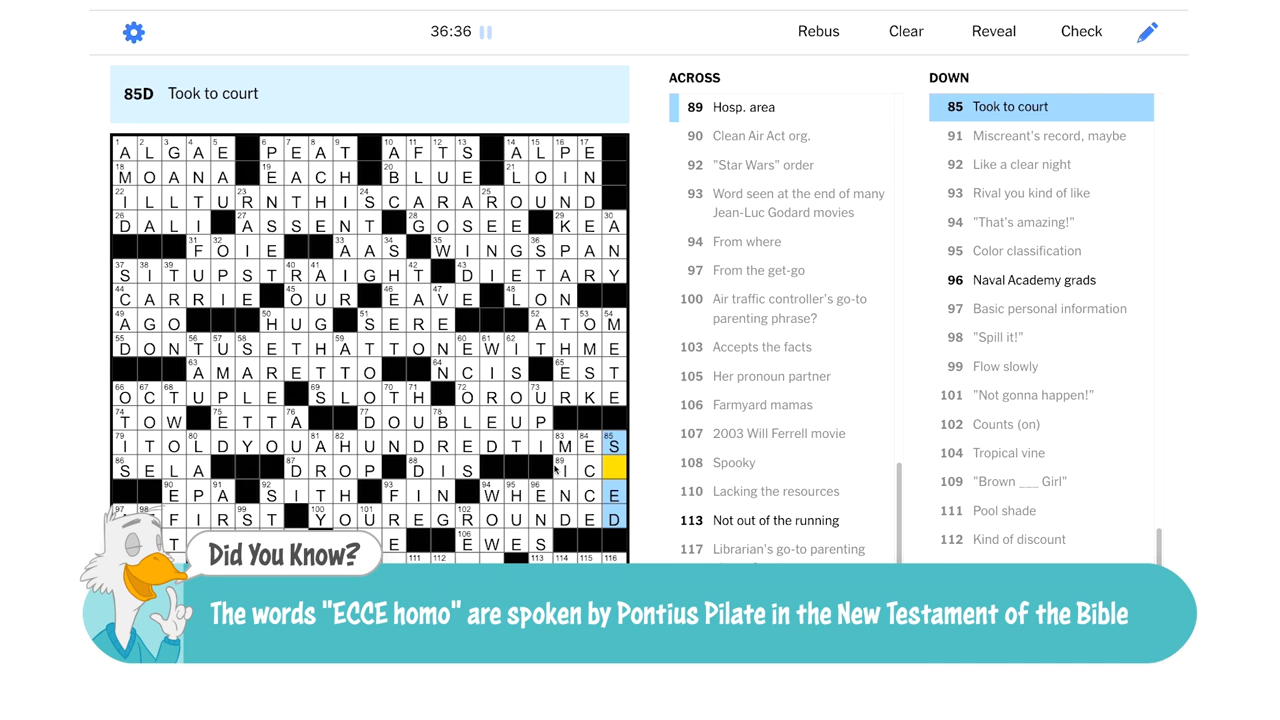 36:36
Rebus
Clear
Reveal
Check
85D Took to court
ACROSS
89 Hosp. area
90 Clean Air Act org.
92 "Star Wars" order
93 Word seen at the end of many
Jean-Luc Godard movies
94 From where
97 From the get-go
100 Air traffic controller's go-to
parenting phrase?
103 Accepts the facts
105 Her pronoun partner
106 Farmyard mamas
107 2003 Will Ferrell movie
108 Spooky
110 Lacking the resources
113 Not out of the running
117 Librarian's go-to parenting
DOWN
85 Took to court
91 Miscreant's record, maybe
92 Like a clear night
93 Rival you kind of like
94 "That's amazing!"
95 Color classification
96 Naval Academy grads
97 Basic personal information
98 "Spill it!"
99 Flow slowly
101 "Not gonna happen!"
102 Counts (on)
104 Tropical vine
109 "Brown ___ Girl"
111 Pool shade
112 Kind of discount
A L G A E P E A T A F T S A L P E
M O A N A E A C H B L U E L O I N
I L L T U R N T H I S C A R A R O U N D
D A L I A S S E N T G O S E E K E A
F O I E A A S W I N G S P A N
S I T U P S T R A I G H T D I E T A R Y
C A R R I E O U R E A V E L O N
A G O H U G S E R E A T O M
D O N T U S E T H A T T O N E W I T H M E
A M A R E T T O N C I S E S T
O C T U P L E S L O T H O R O U R K E
T O W E T T A D O U B L E U P
I T O L D Y O U A H U N D R E D T I M E S
S E L A D R O P D I S I C
E P A S I T H F I N W H E N C E
F I R S T Y O U R E G R O U N D E D
T E E W E S
Did You Know?
The words "ECCE homo" are spoken by Pontius Pilate in the New Testament of the Bible